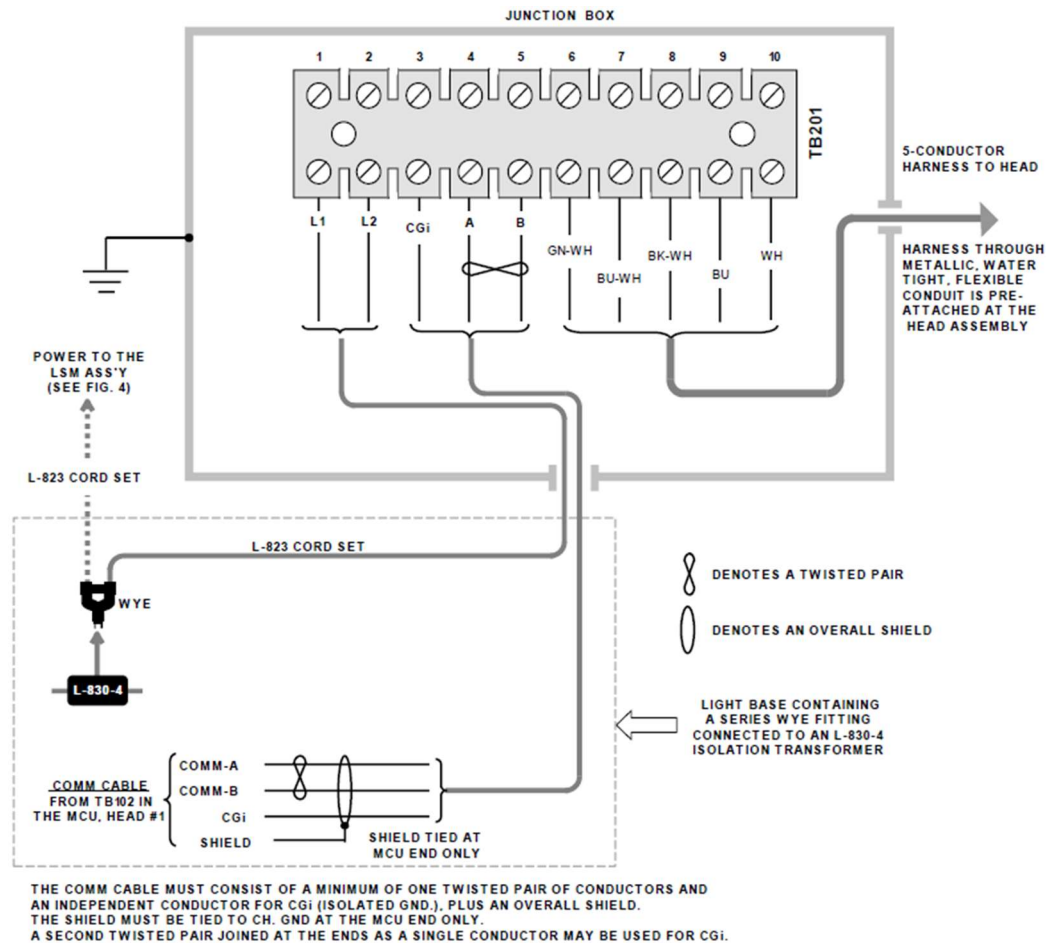 JUNCTION BOX
1 2 3 4 5 6 7 8 9 10
TB201
L1 L2 CGi A B
GN-WH BU-WH BK-WH BU WH
5-CONDUCTOR
HARNESS TO HEAD
HARNESS THROUGH
METALLIC, WATER
TIGHT, FLEXIBLE
CONDUIT IS PRE-
ATTACHED AT THE
HEAD ASSEMBLY
POWER TO THE
LSM ASS'Y
(SEE FIG. 4)
L-823 CORD SET
L-823 CORD SET
WYE
L-830-4
DENOTES A TWISTED PAIR
DENOTES AN OVERALL SHIELD
LIGHT BASE CONTAINING
A SERIES WYE FITTING
CONNECTED TO AN L-830-4
ISOLATION TRANSFORMER
COMM CABLE
FROM TB102 IN
THE MCU, HEAD #1
COMM-A
COMM-B
CGi
SHIELD
SHIELD TIED AT
MCU END ONLY
THE COMM CABLE MUST CONSIST OF A MINIMUM OF ONE TWISTED PAIR OF CONDUCTORS AND
AN INDEPENDENT CONDUCTOR FOR CGi (ISOLATED GND.), PLUS AN OVERALL SHIELD.
THE SHIELD MUST BE TIED TO CH. GND AT THE MCU END ONLY.
A SECOND TWISTED PAIR JOINED AT THE ENDS AS A SINGLE CONDUCTOR MAY BE USED FOR CGi.